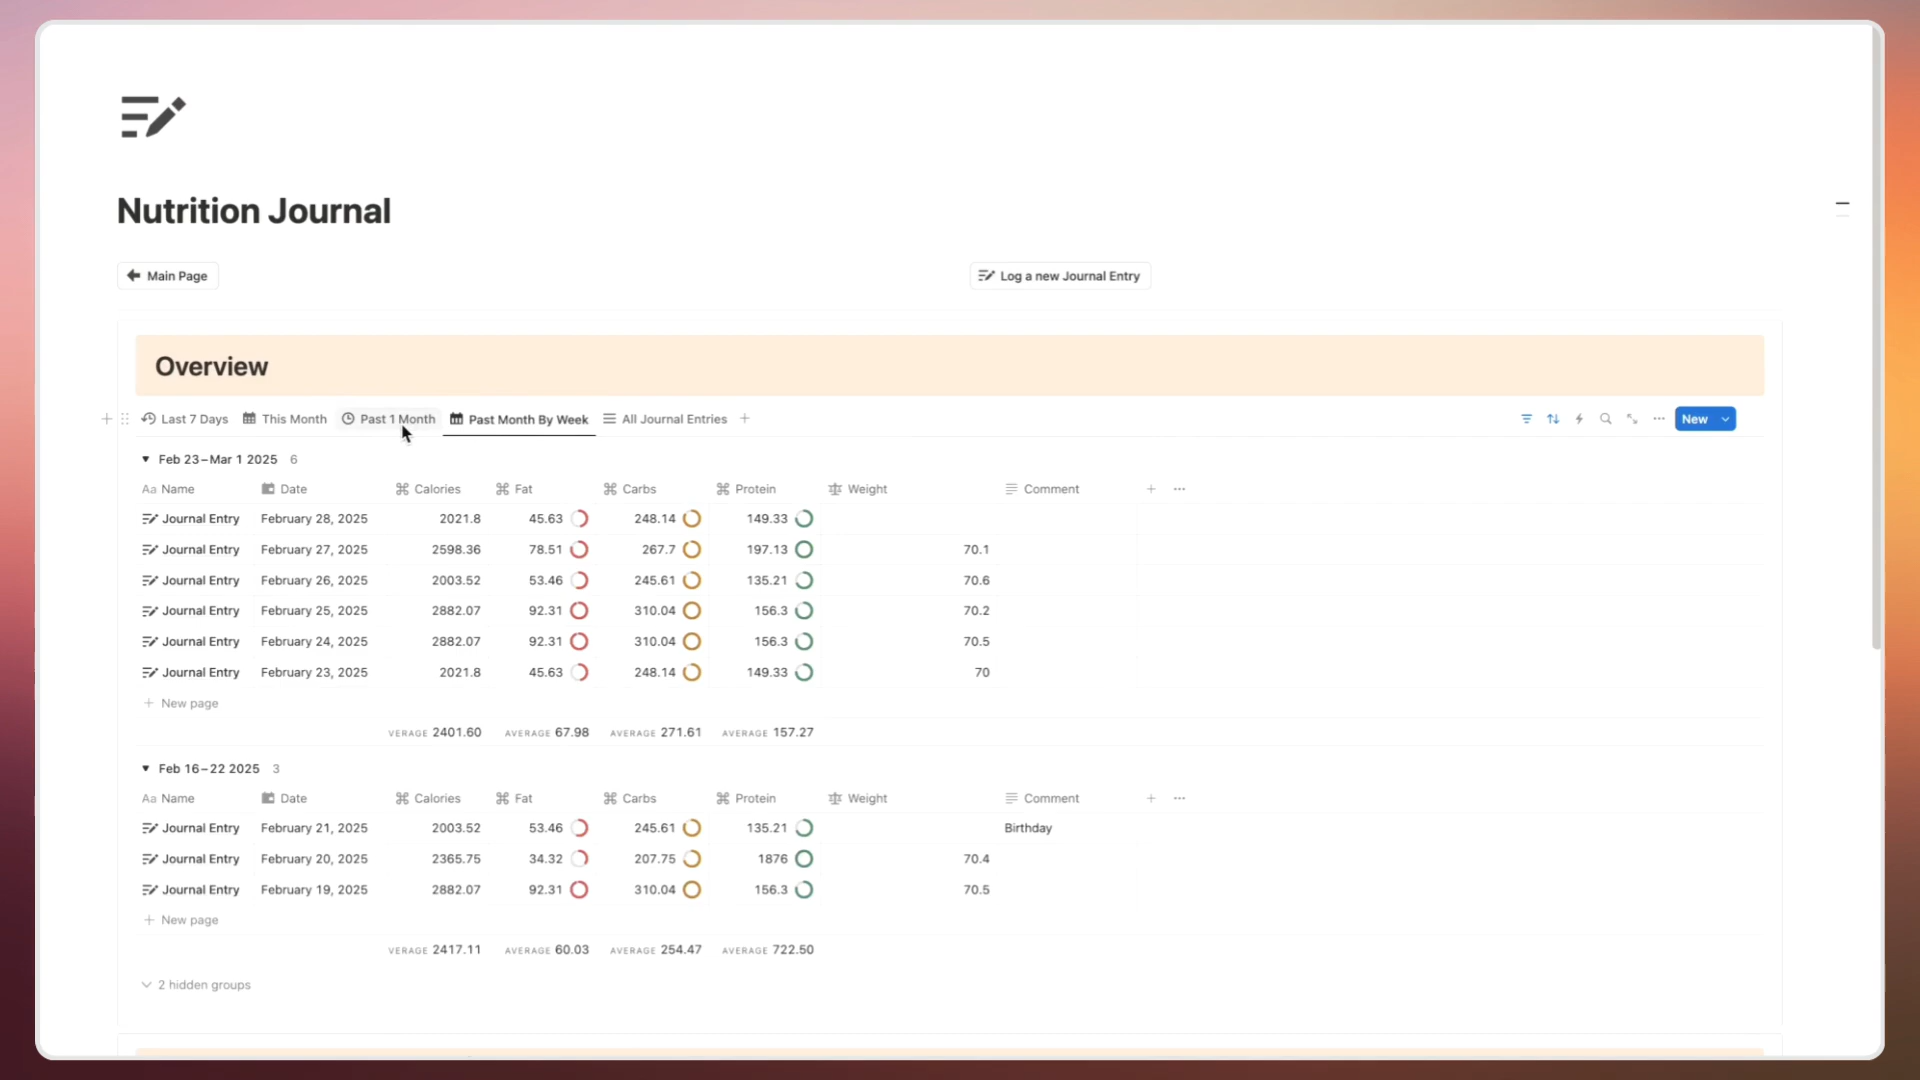 Nutrition Journal
Main Page Log a new Journal Entry
Overview
Last 7 Days This Month Past 1 Month Past Month By Week All Journal Entries New
Feb 23–Mar 1 2025 6
Aa Name Date Calories Fat Carbs Protein Weight Comment
Journal Entry February 28, 2025 2021.8 45.63 248.14 149.33
Journal Entry February 27, 2025 2598.36 78.51 267.7 197.13 70.1
Journal Entry February 26, 2025 2003.52 53.46 245.61 135.21 70.6
Journal Entry February 25, 2025 2882.07 92.31 310.04 156.3 70.2
Journal Entry February 24, 2025 2882.07 92.31 310.04 156.3 70.5
Journal Entry February 23, 2025 2021.8 45.63 248.14 149.33 70
New page
VERAGE 2401.60 AVERAGE 67.98 AVERAGE 271.61 AVERAGE 157.27
Feb 16–22 2025 3
Aa Name Date Calories Fat Carbs Protein Weight Comment
Journal Entry February 21, 2025 2003.52 53.46 245.61 135.21 Birthday
Journal Entry February 20, 2025 2365.75 34.32 207.75 1876 70.4
Journal Entry February 19, 2025 2882.07 92.31 310.04 156.3 70.5
New page
VERAGE 2417.11 AVERAGE 60.03 AVERAGE 254.47 AVERAGE 722.50
2 hidden groups